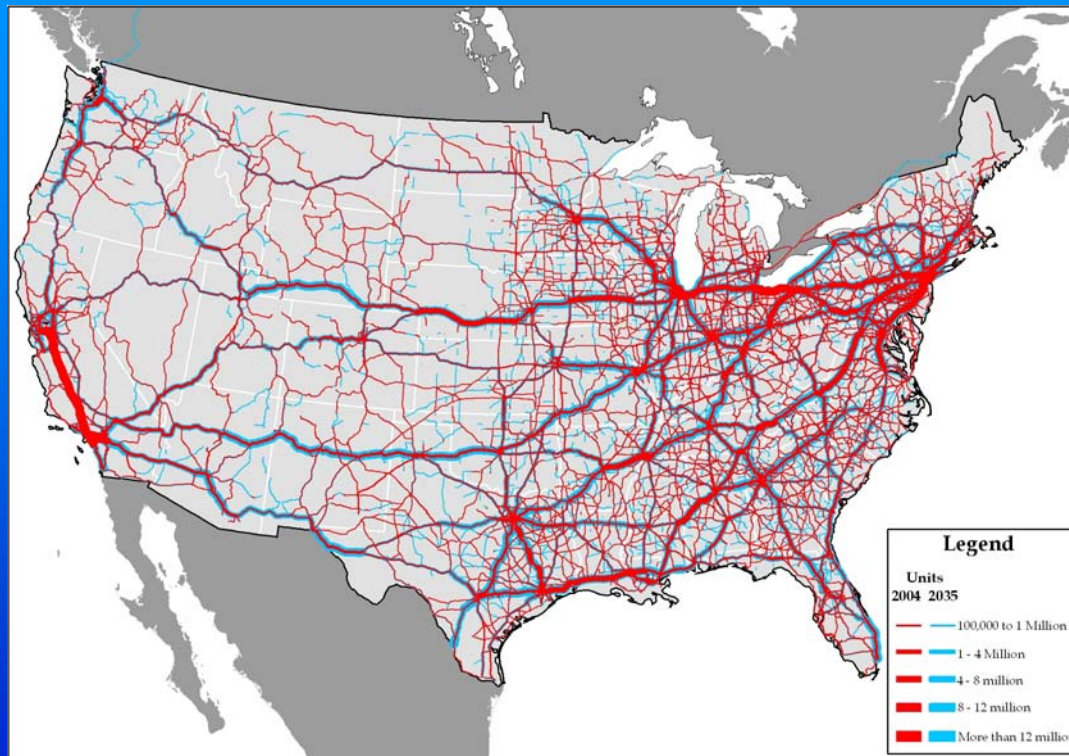 Legend
Units
2004 2035
100,000 to 1 Million
1 - 4 Million
4 - 8 million
8 - 12 million
More than 12 million